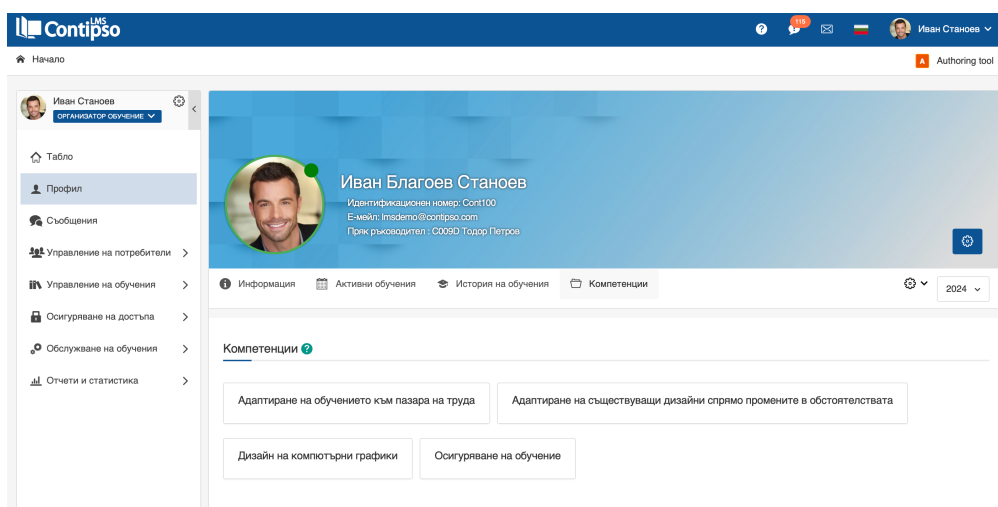 LMS
Contipso
?
115
Иван Станоев
Начало
A Authoring tool
Иван Станоев
ОРГАНИЗАТОР ОБУЧЕНИЕ
Табло
Профил
Съобщения
Управление на потребители
Управление на обучения
Осигуряване на достъпа
Обслужване на обучения
Отчети и статистика
Иван Благоев Станоев
Идентификационен номер: Cont100
Е-мейл: lmsdemo@contipso.com
Пряк ръководител : C009D Тодор Петров
Информация
Активни обучения
История на обучения
Компетенции
2024
Компетенции ?
Адаптиране на обучението към пазара на труда
Адаптиране на съществуващи дизайни спрямо промените в обстоятелствата
Дизайн на компютърни графики
Осигуряване на обучение